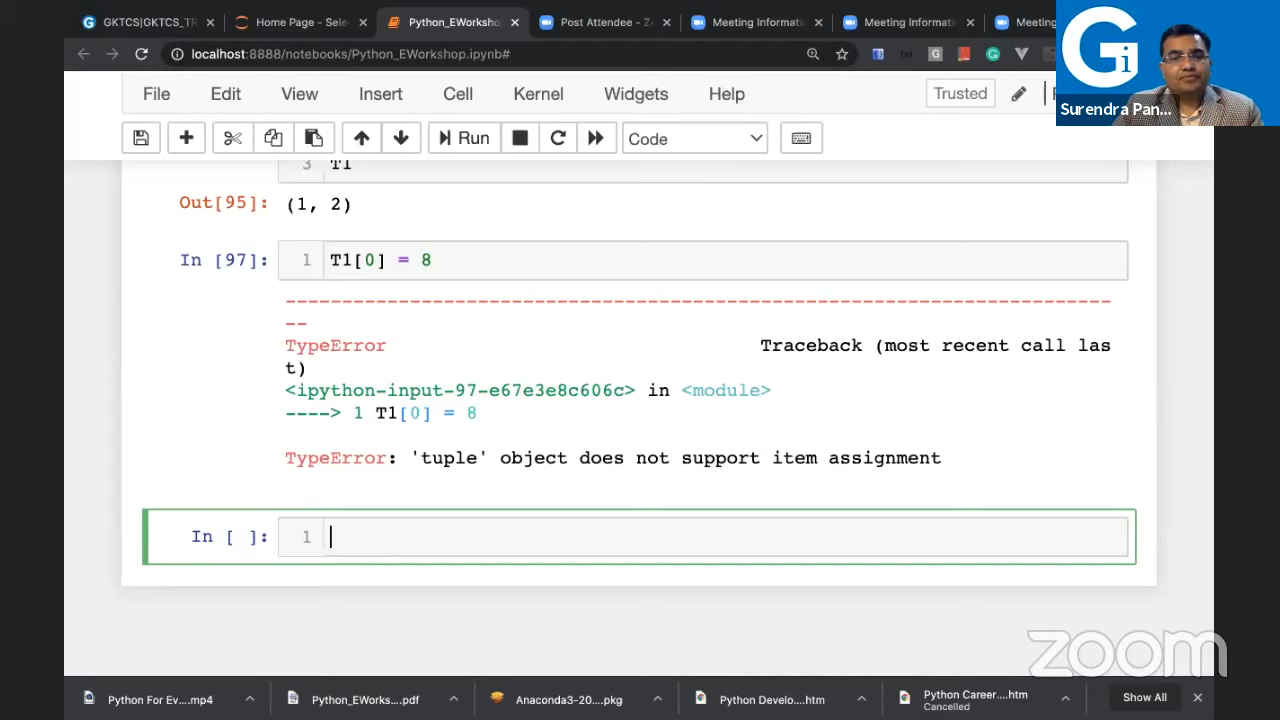 GKTCS|GKTCS_TR
Home Page - Sele
Python_EWorksho
Post Attendee - Z
Meeting Informati
Meeting Informati
Meeting
localhost:8888/notebooks/Python_EWorkshop.ipynb#
Gi
Surendra Pan...
File Edit View Insert Cell Kernel Widgets Help Trusted
Run Code
3 T1
Out[95]: (1, 2)
In [97]: 1 T1[0] = 8
---------------------------------------------------------------------------
--
TypeError Traceback (most recent call las
t)
<ipython-input-97-e67e3e8c606c> in <module>
----> 1 T1[0] = 8
TypeError: 'tuple' object does not support item assignment
In [ ]: 1
zoom
Python For Ev....mp4
Python_EWorks....pdf
Anaconda3-20....pkg
Python Develo....htm
Python Career....htm
Cancelled
Show All